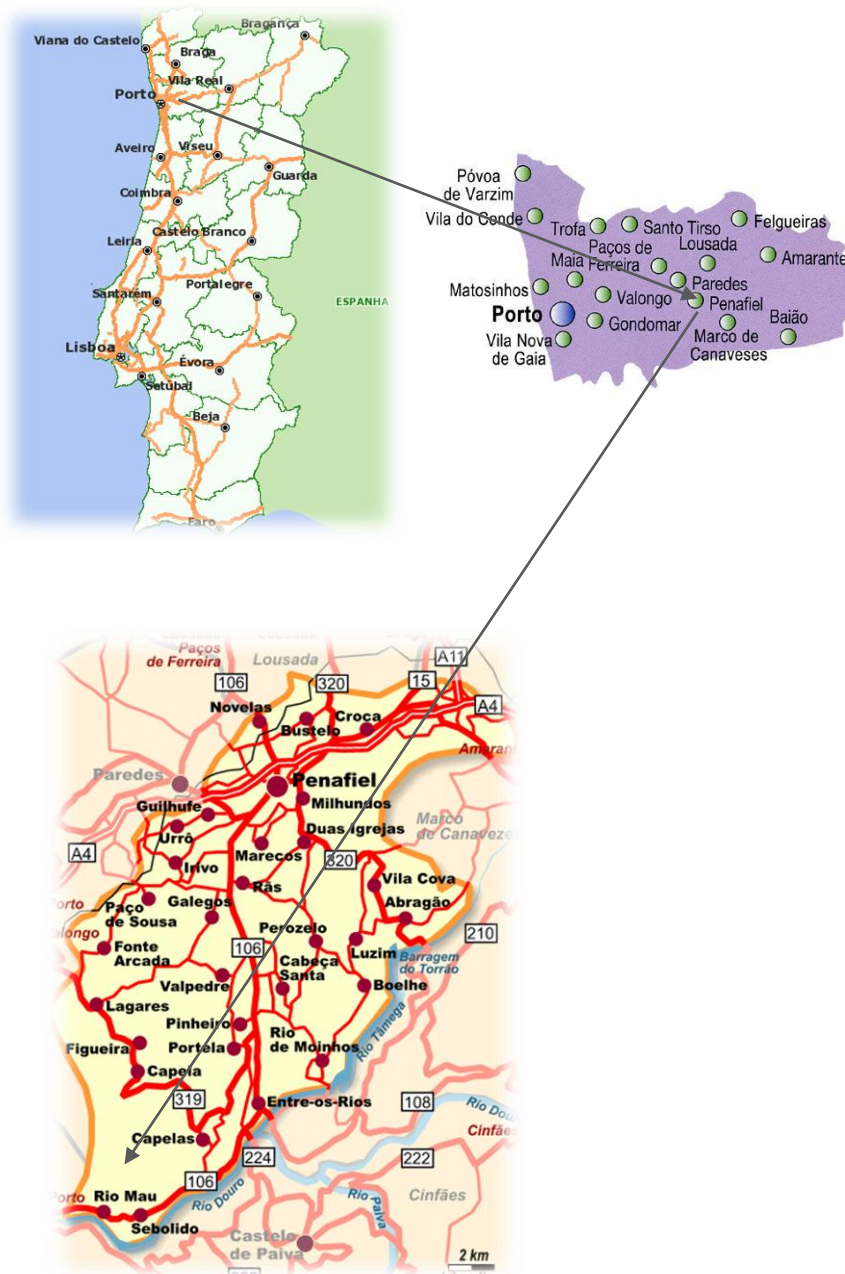 Bragança
Viana do Castelo
Braga
Vila Real
Porto
Aveiro
Viseu
Guarda
Coimbra
Castelo Branco
Leiria
Portalegre
Santarém
ESPANHA
Lisboa
Évora
Setúbal
Beja
Faro
Póvoa
de Varzim
Vila do Conde
Trofa
Santo Tirso
Felgueiras
Paços de
Ferreira
Lousada
Maia
Amarante
Paredes
Matosinhos
Valongo
Penafiel
Porto
Gondomar
Baião
Vila Nova
de Gaia
Marco de
Canaveses
Paços
de Ferreira
Lousada
A11
106
320
15
Novelas
A4
Bustelo
Croca
Amarant
Paredes
Penafiel
Guilhufe
Milhundos
Marco
de Canaveze
Urrô
Duas Igrejas
A4
Marecos
320
Irivo
Rãs
Vila Cova
Porto
Paço
de Sousa
Galegos
Abragão
alongo
Perozelo
210
Fonte
Arcada
106
Luzim
Barragem
do Torrão
Cabeça
Santa
Valpedre
Boelhe
Lagares
Pinheiro
Rio
de Moinhos
Rio Tâmega
Figueira
Portela
Capela
319
Entre-os-Rios
108
Rio Dou
Cinfães
Capelas
224
222
106
Porto
Rio Mau
Rio Douro
Rio Paiva
Cinfães
Sebolido
Castelo
de Paiva
2 km